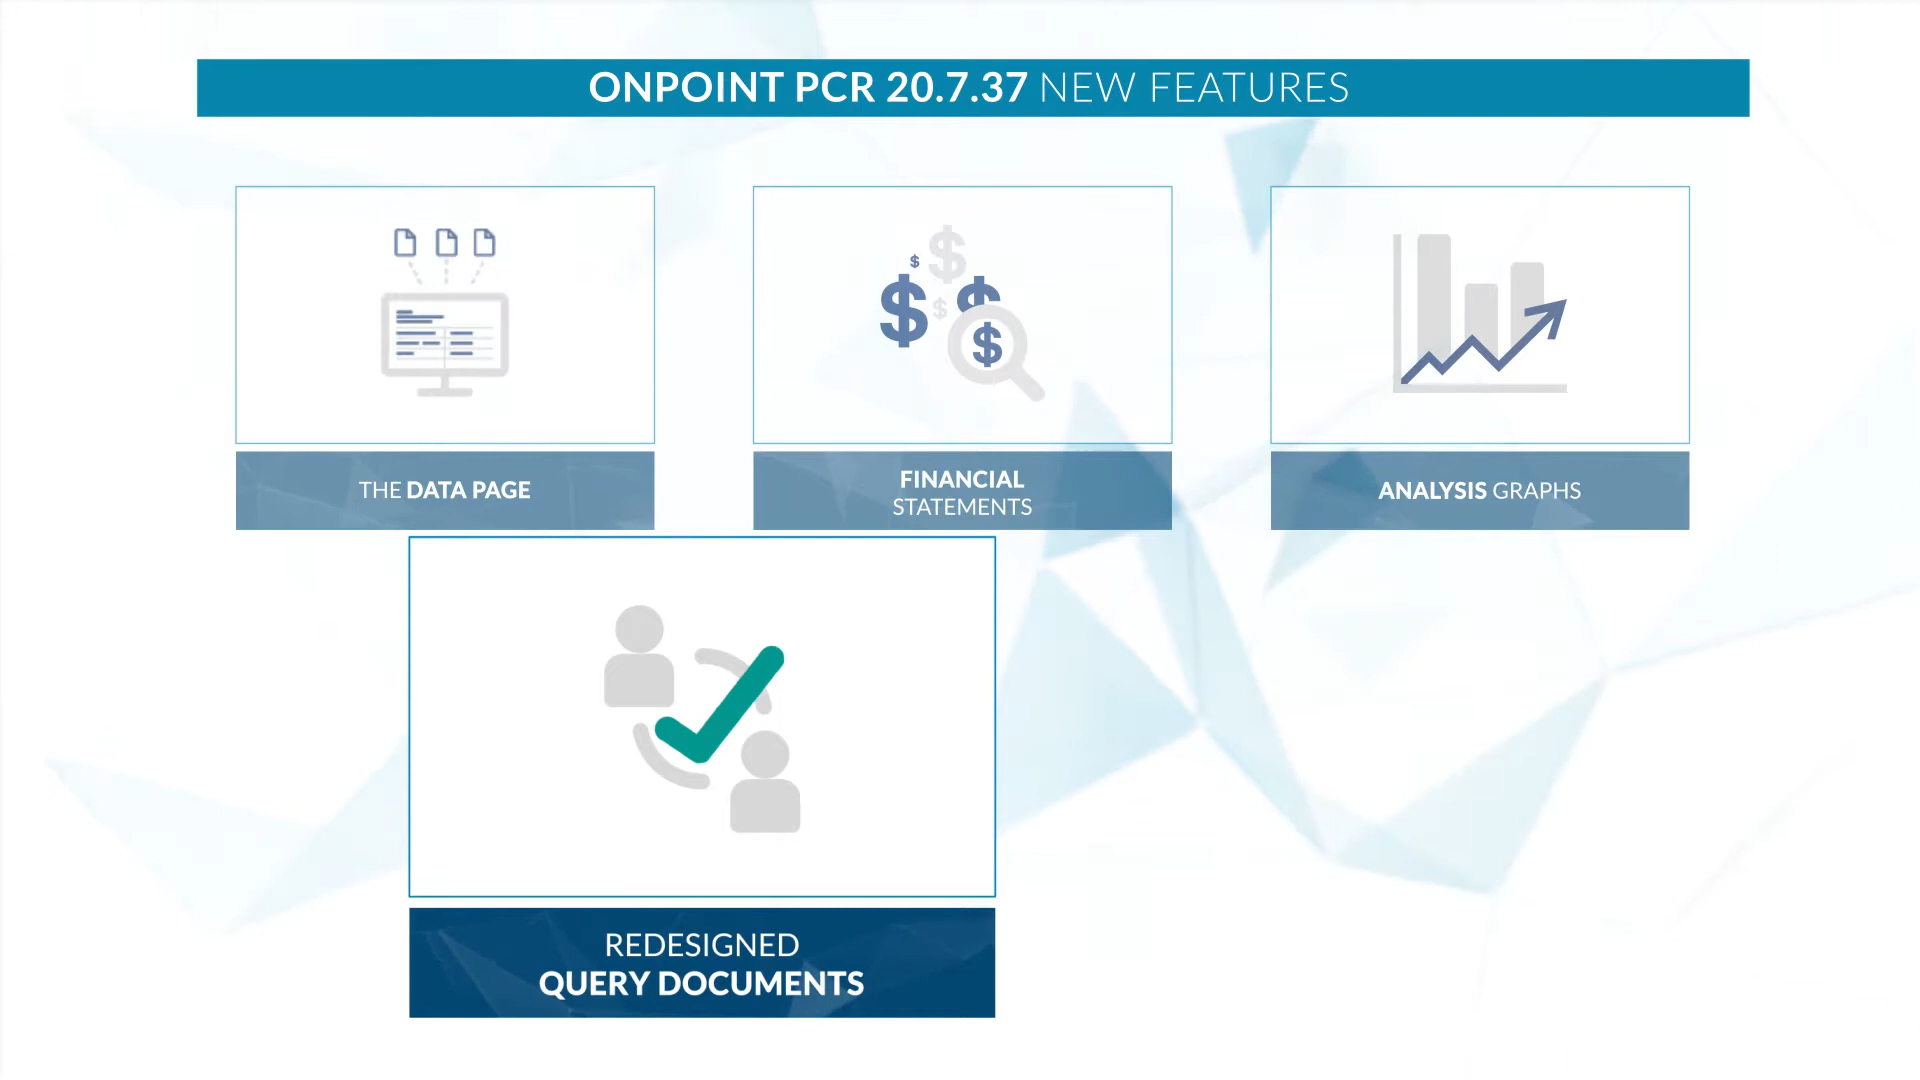 ONPOINT PCR 20.7.37 NEW FEATURES
$
$
$
$
$
$
THE DATA PAGE
FINANCIAL
STATEMENTS
ANALYSIS GRAPHS
REDESIGNED
QUERY DOCUMENTS